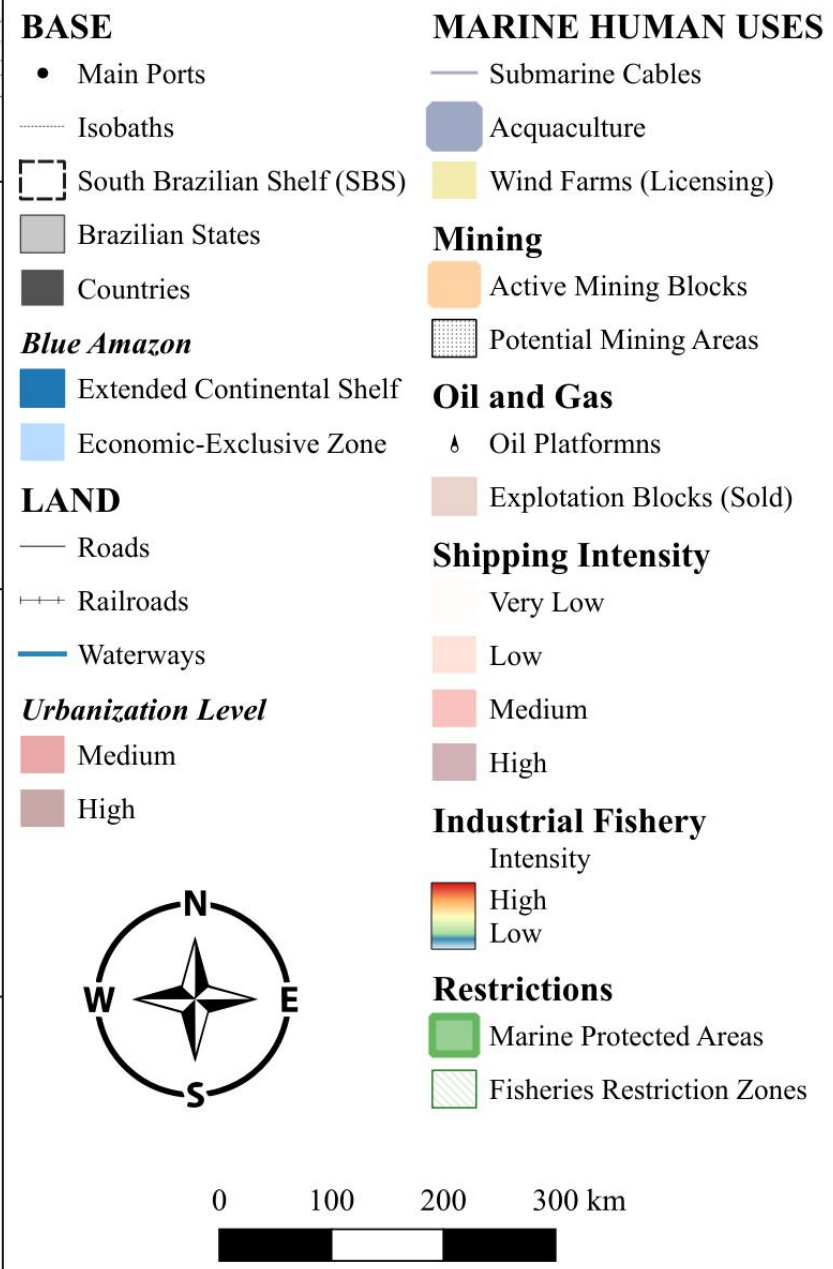 BASE
Main Ports
Isobaths
South Brazilian Shelf (SBS)
Brazilian States
Countries
Blue Amazon
Extended Continental Shelf
Economic-Exclusive Zone
LAND
Roads
Railroads
Waterways
Urbanization Level
Medium
High
N
W E
S
MARINE HUMAN USES
Submarine Cables
Acquaculture
Wind Farms (Licensing)
Mining
Active Mining Blocks
Potential Mining Areas
Oil and Gas
Oil Platformns
Explotation Blocks (Sold)
Shipping Intensity
Very Low
Low
Medium
High
Industrial Fishery
Intensity
High
Low
Restrictions
Marine Protected Areas
Fisheries Restriction Zones
0 100 200 300 km